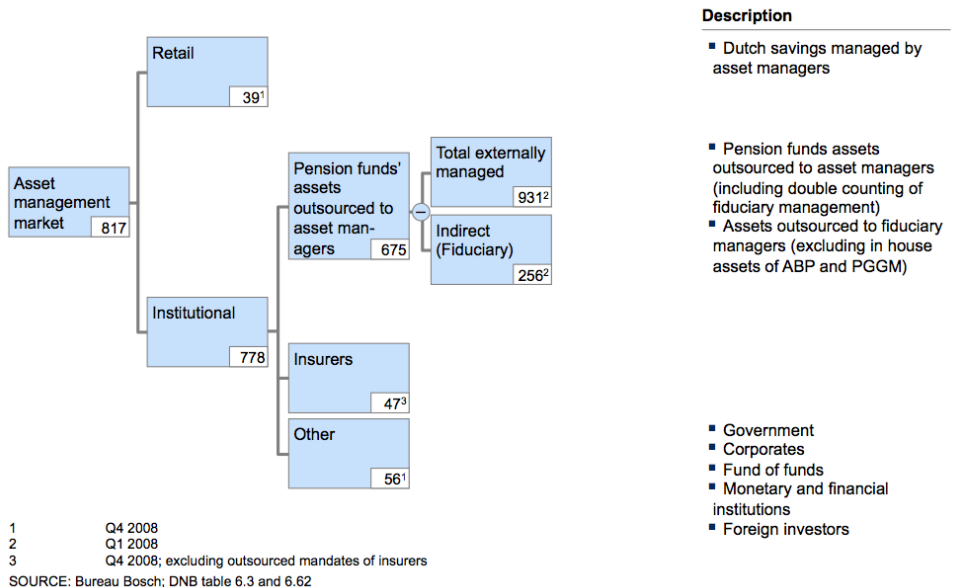 Description
Retail
39¹
▪ Dutch savings managed by
asset managers
Asset
management
market
817
Pension funds'
assets
outsourced to
asset man-
agers
675
Total externally
managed
931²
Indirect
(Fiduciary)
256²
▪ Pension funds assets
outsourced to asset managers
(including double counting of
fiduciary management)
▪ Assets outsourced to fiduciary
managers (excluding in house
assets of ABP and PGGM)
Institutional
778
Insurers
47³
Other
56¹
▪ Government
▪ Corporates
▪ Fund of funds
▪ Monetary and financial
institutions
▪ Foreign investors
1 Q4 2008
2 Q1 2008
3 Q4 2008; excluding outsourced mandates of insurers
SOURCE: Bureau Bosch; DNB table 6.3 and 6.62